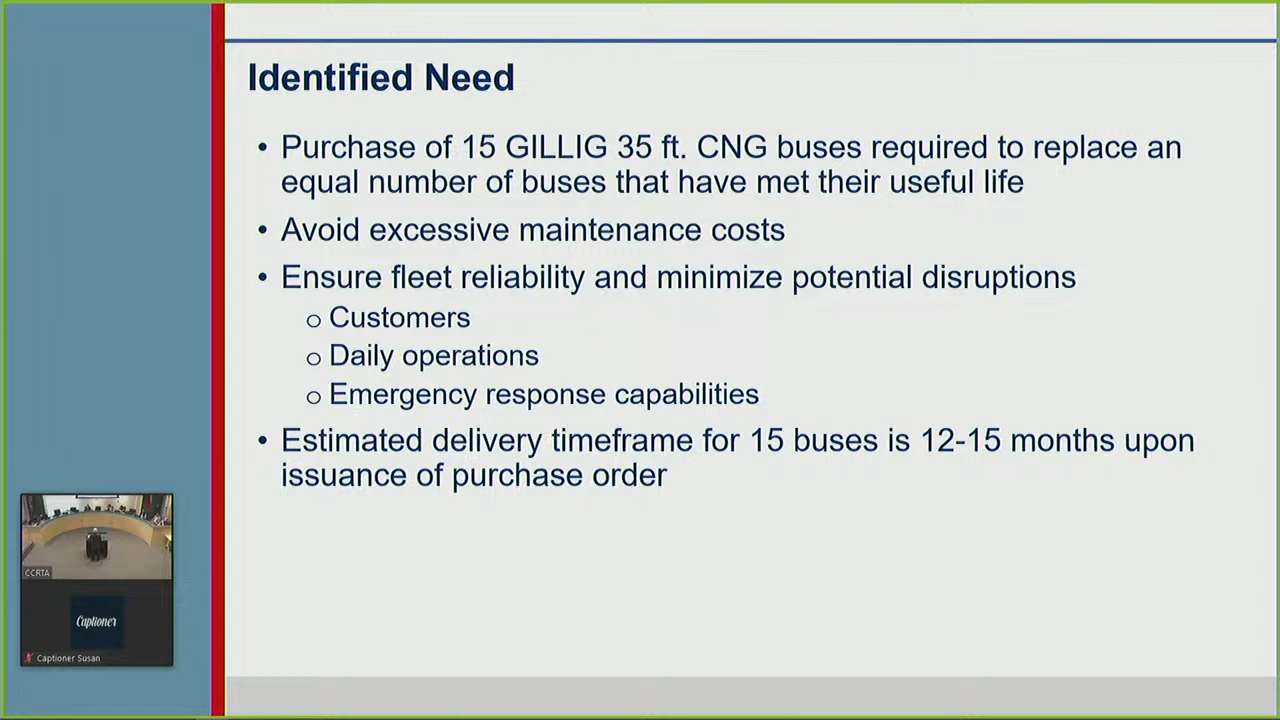 Identified Need
• Purchase of 15 GILLIG 35 ft. CNG buses required to replace an
equal number of buses that have met their useful life
• Avoid excessive maintenance costs
• Ensure fleet reliability and minimize potential disruptions
o Customers
o Daily operations
o Emergency response capabilities
• Estimated delivery timeframe for 15 buses is 12-15 months upon
issuance of purchase order
CCRTA
Captioner
Captioner Susan